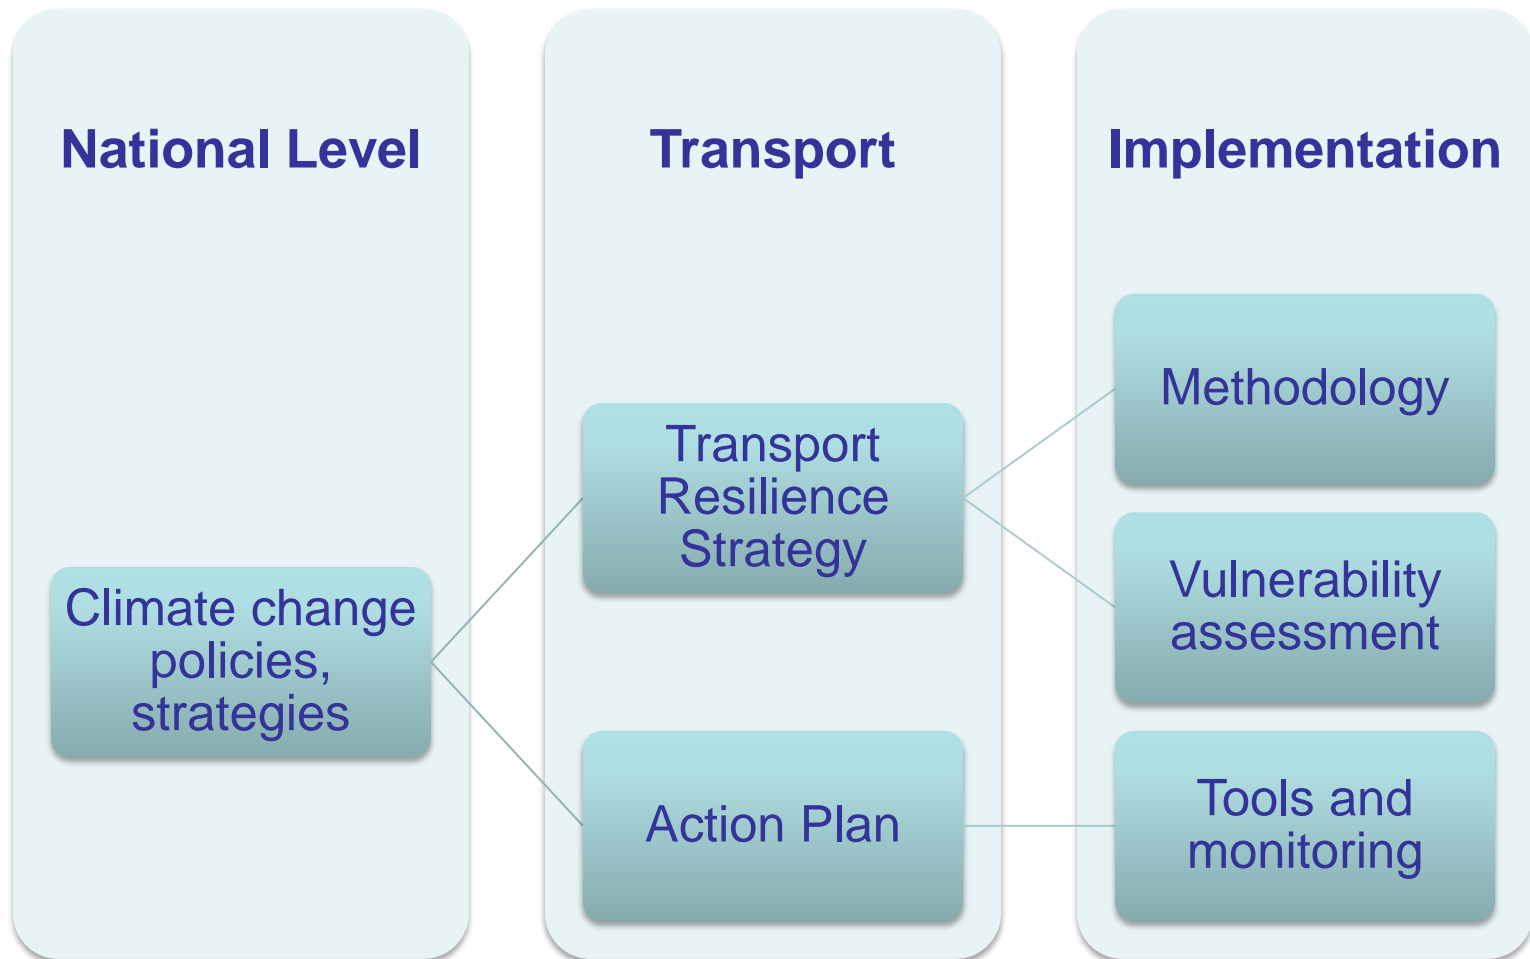 National Level
Transport
Implementation
Climate change
policies,
strategies
Transport
Resilience
Strategy
Action Plan
Methodology
Vulnerability
assessment
Tools and
monitoring